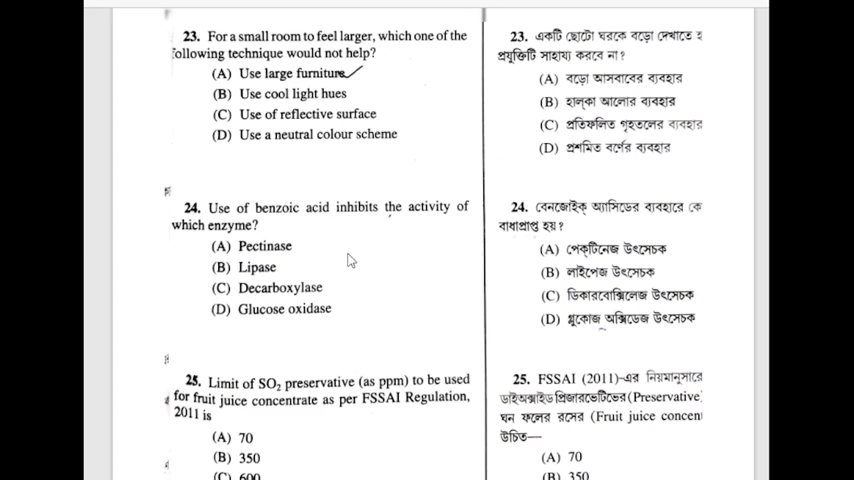 23. For a small room to feel larger, which one of the
following technique would not help?
(A) Use large furniture
(B) Use cool light hues
(C) Use of reflective surface
(D) Use a neutral colour scheme
24. Use of benzoic acid inhibits the activity of
which enzyme?
(A) Pectinase
(B) Lipase
(C) Decarboxylase
(D) Glucose oxidase
25. Limit of SO₂ preservative (as ppm) to be used
for fruit juice concentrate as per FSSAI Regulation,
2011 is
(A) 70
(B) 350
(C) 600
23. একটি ছোটো ঘরকে বড়ো দেখাতে
প্রযুক্তিটি সাহায্য করবে না?
(A) বড়ো আসবাবের ব্যবহার
(B) হাল্কা আলোর ব্যবহার
(C) প্রতিফলিত গৃহতলের ব্যবহার
(D) প্রশমিত বর্ণের ব্যবহার
24. বেনজোইক্ অ্যাসিডের ব্যবহারে কে
বাধাপ্রাপ্ত হয়?
(A) পেক্‌টিনেজ উৎসেচক
(B) লাইপেজ উৎসেচক
(C) ডিকারবোক্সিলেজ উৎসেচক
(D) গ্লুকোজ অক্সিডেজ উৎসেচক
25. FSSAI (2011)-এর নিয়মানুসারে
ডাইঅক্সাইড প্রিজারভেটিভের (Preservative)
ঘন ফলের রসের (Fruit juice concen
উচিত—
(A) 70
(B) 350